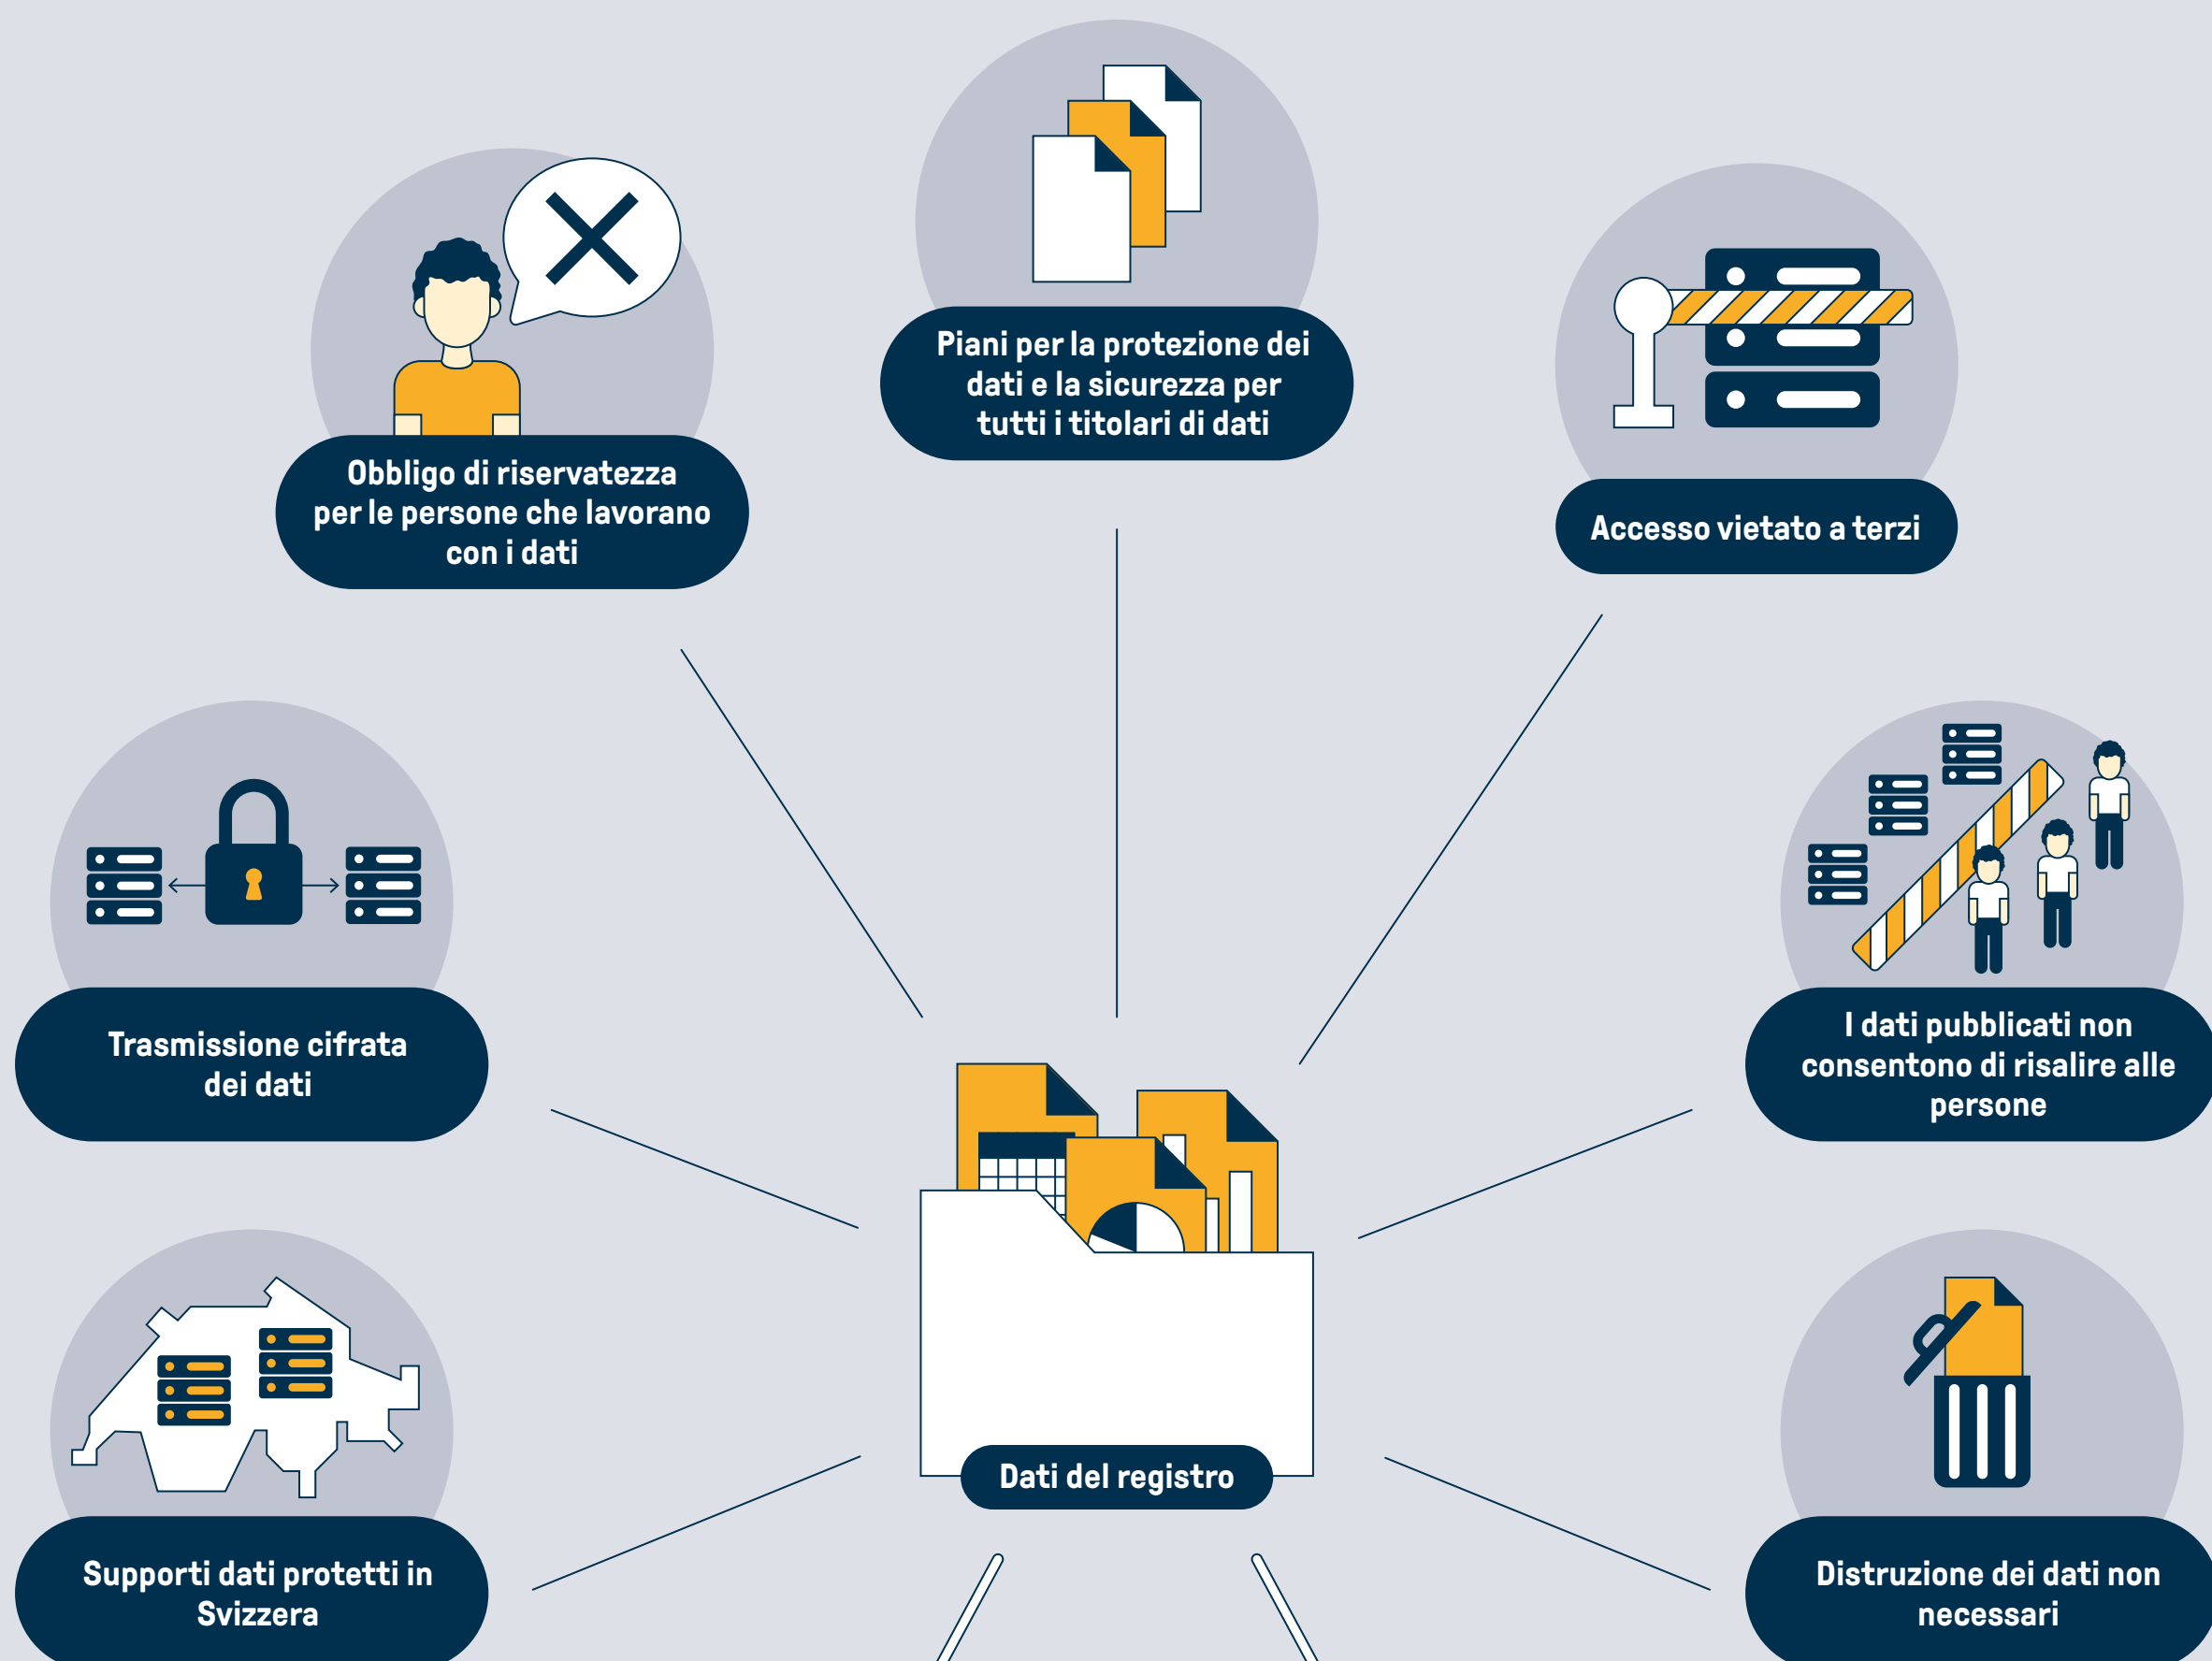 Piani per la protezione dei
dati e la sicurezza per
tutti i titolari di dati
Obbligo di riservatezza
per le persone che lavorano
con i dati
Accesso vietato a terzi
Trasmissione cifrata
dei dati
I dati pubblicati non
consentono di risalire alle
persone
Dati del registro
Supporti dati protetti in
Svizzera
Distruzione dei dati non
necessari